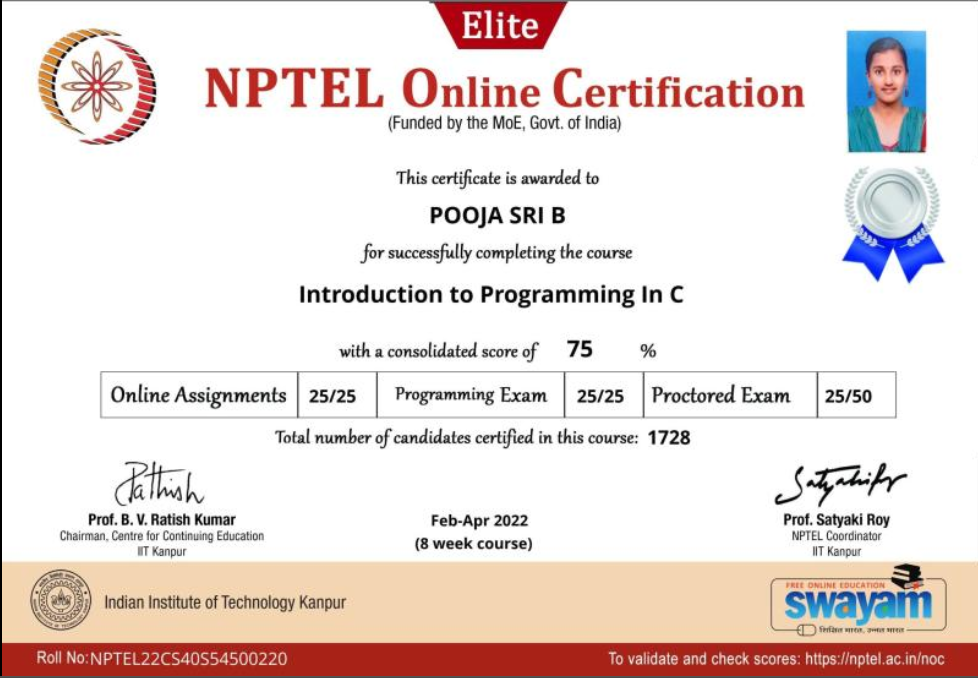 Elite
NPTEL Online Certification
(Funded by the MoE, Govt. of India)
This certificate is awarded to
POOJA SRI B
for successfully completing the course
Introduction to Programming In C
with a consolidated score of 75 %
Online Assignments 25/25 Programming Exam 25/25 Proctored Exam 25/50
Total number of candidates certified in this course: 1728
Prof. B. V. Ratish Kumar
Chairman, Centre for Continuing Education
IIT Kanpur
Feb-Apr 2022
(8 week course)
Prof. Satyaki Roy
NPTEL Coordinator
IIT Kanpur
Indian Institute of Technology Kanpur
FREE ONLINE EDUCATION
swayam
शिक्षित भारत, उन्नत भारत
Roll No: NPTEL22CS40S54500220
To validate and check scores: https://nptel.ac.in/noc